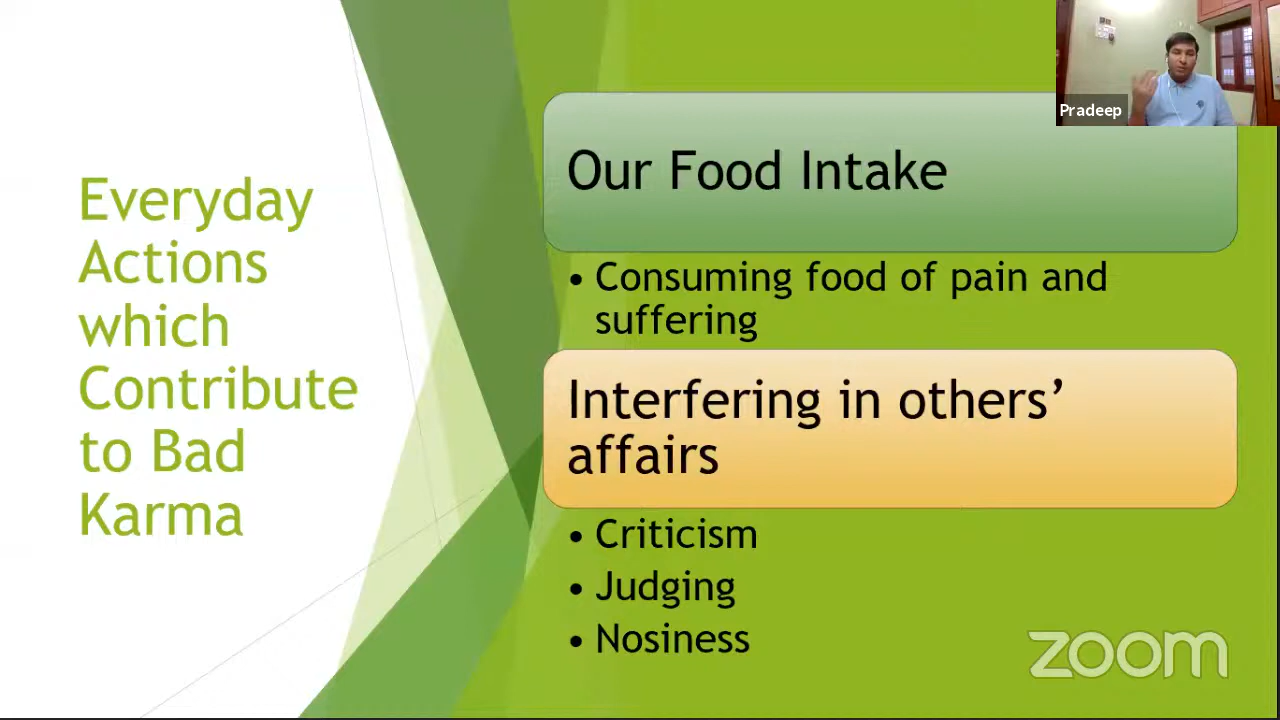 Everyday
Actions
which
Contribute
to Bad
Karma
Our Food Intake
• Consuming food of pain and
suffering
Interfering in others’
affairs
• Criticism
• Judging
• Nosiness
Pradeep
zoom